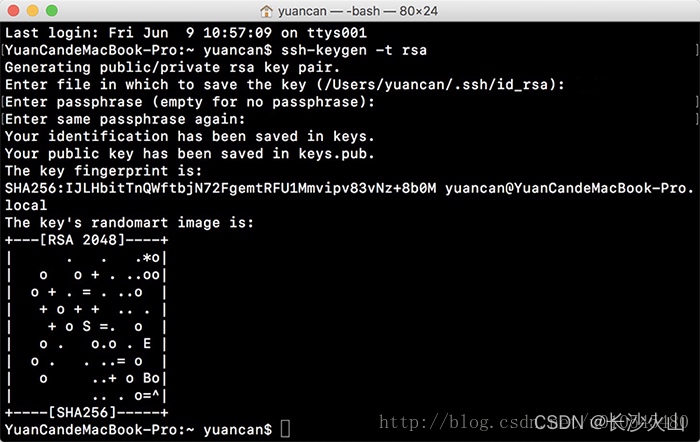 yuancan — -bash — 80×24
Last login: Fri Jun  9 10:57:09 on ttys001
[YuanCandeMacBook-Pro:~ yuancan$ ssh-keygen -t rsa ]
Generating public/private rsa key pair.
Enter file in which to save the key (/Users/yuancan/.ssh/id_rsa):
[Enter passphrase (empty for no passphrase): ]
[Enter same passphrase again: ]
Your identification has been saved in keys.
Your public key has been saved in keys.pub.
The key fingerprint is:
SHA256:IJLHbitTnQWftbjN72FgemtRFU1Mmvipv83vNz+8b0M yuancan@YuanCandeMacBook-Pro.
local
The key's randomart image is:
+---[RSA 2048]----+
|      .   .   .*o|
|   o   o + . ..oo|
|  o + . = . ..o  |
|   + o + +  .. . |
|    + o S =.  o  |
|   o .   o.o . E |
|  o .   . ..= o  |
|   o     ..+ o Bo|
|         .. . o=^|
+----[SHA256]-----+
YuanCandeMacBook-Pro:~ yuancan$
http://blog.csdn.
CSDN @长沙火山